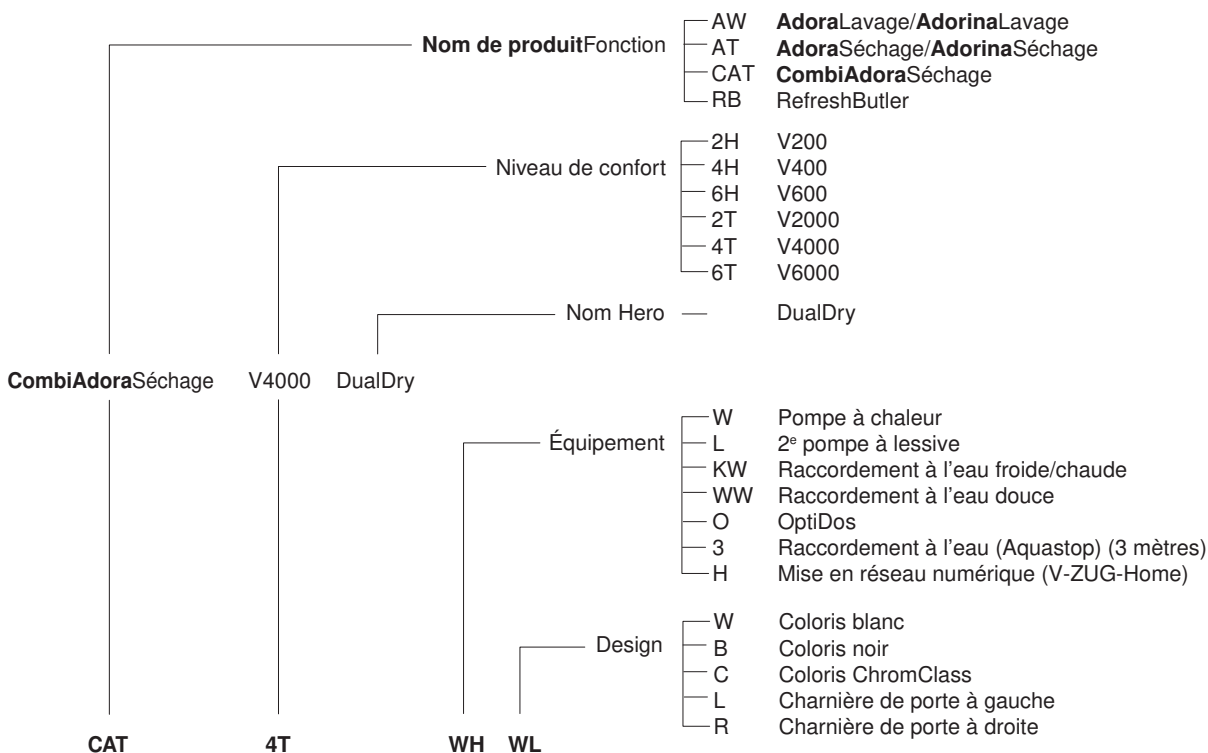 AW AdoraLavage/AdorinaLavage
Nom de produitFonction
AT AdoraSéchage/AdorinaSéchage
CAT CombiAdoraSéchage
RB RefreshButler
2H V200
Niveau de confort
4H V400
6H V600
2T V2000
4T V4000
6T V6000
Nom Hero — DualDry
CombiAdoraSéchage V4000 DualDry
W Pompe à chaleur
Équipement
L 2e pompe à lessive
KW Raccordement à l'eau froide/chaude
WW Raccordement à l'eau douce
O OptiDos
3 Raccordement à l'eau (Aquastop) (3 mètres)
H Mise en réseau numérique (V-ZUG-Home)
W Coloris blanc
Design
B Coloris noir
C Coloris ChromClass
L Charnière de porte à gauche
R Charnière de porte à droite
CAT 4T WH WL